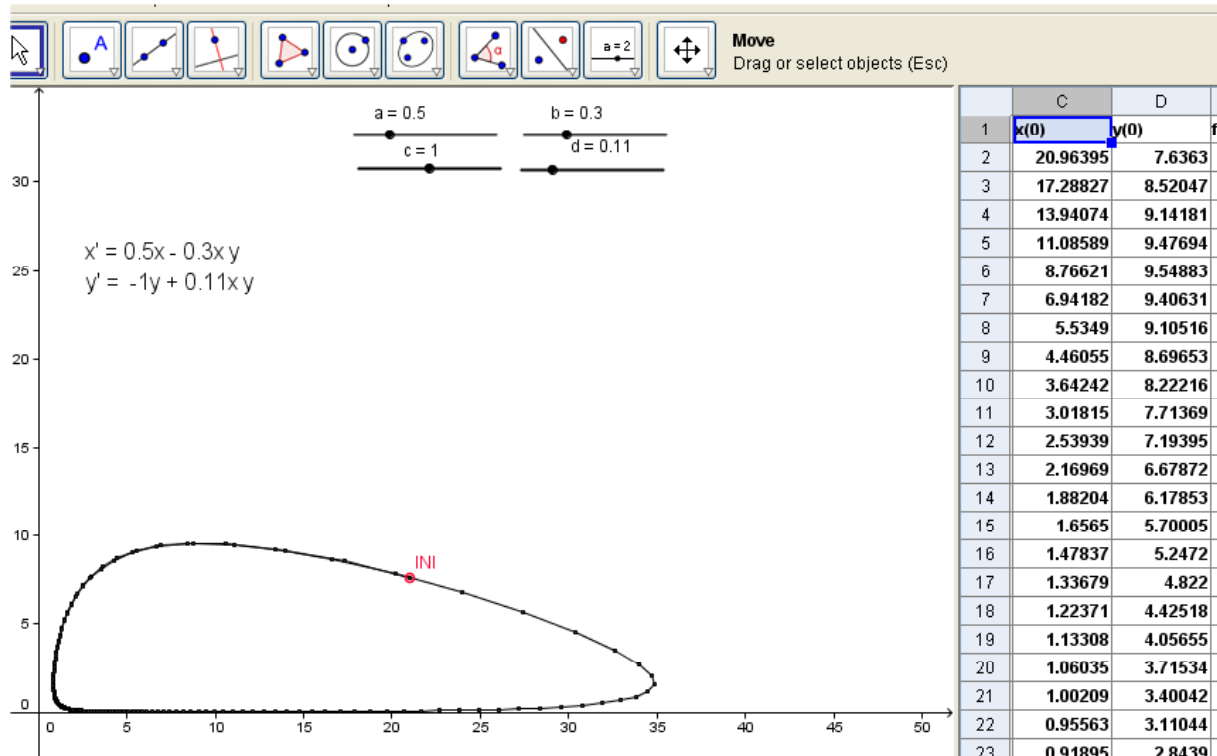 A
α
a = 2
Move
Drag or select objects (Esc)
a = 0.5
b = 0.3
c = 1
d = 0.11
x' = 0.5x - 0.3x y
y' = -1y + 0.11x y
INI
30
25
20
15
10
5
0
0 5 10 15 20 25 30 35 40 45 50
C D
1 x(0) y(0) f
2 20.96395 7.6363
3 17.28827 8.52047
4 13.94074 9.14181
5 11.08589 9.47694
6 8.76621 9.54883
7 6.94182 9.40631
8 5.5349 9.10516
9 4.46055 8.69653
10 3.64242 8.22216
11 3.01815 7.71369
12 2.53939 7.19395
13 2.16969 6.67872
14 1.88204 6.17853
15 1.6565 5.70005
16 1.47837 5.2472
17 1.33679 4.822
18 1.22371 4.42518
19 1.13308 4.05655
20 1.06035 3.71534
21 1.00209 3.40042
22 0.95563 3.11044
23 0.91895 2.8439